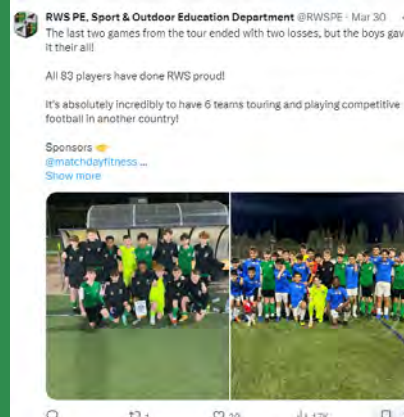 RWS PE, Sport & Outdoor Education Department @RWSPE · Mar 30
The last two games from the tour ended with two losses, but the boys gav
it their all!
All 83 players have done RWS proud!
It's absolutely incredibly to have 6 teams touring and playing competitive
football in another country!
Sponsors 👉
@matchdayfitness ...
Show more